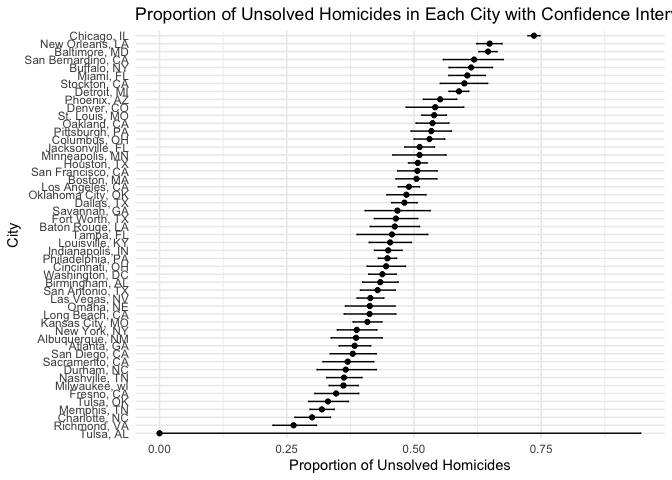 Proportion of Unsolved Homicides in Each City with Confidence Inter
Chicago, IL
New Orleans, LA
Baltimore, MD
San Bernardino, CA
Buffalo, NY
Miami, FL
Stockton, CA
Detroit, MI
Phoenix, AZ
Denver, CO
St. Louis, MO
Oakland, CA
Pittsburgh, PA
Columbus, OH
Jacksonville, FL
Minneapolis, MN
Houston, TX
San Francisco, CA
Boston, MA
Los Angeles, CA
Oklahoma City, OK
Dallas, TX
Savannah, GA
Fort Worth, TX
Baton Rouge, LA
Tampa, FL
Louisville, KY
Indianapolis, IN
Philadelphia, PA
Cincinnati, OH
Washington, DC
Birmingham, AL
San Antonio, TX
Las Vegas, NV
Omaha, NE
Long Beach, CA
Kansas City, MO
New York, NY
Albuquerque, NM
Atlanta, GA
San Diego, CA
Sacramento, CA
Durham, NC
Nashville, TN
Milwaukee, wI
Fresno, CA
Tulsa, OK
Memphis, TN
Charlotte, NC
Richmond, VA
Tulsa, AL
City
0.00 0.25 0.50 0.75
Proportion of Unsolved Homicides